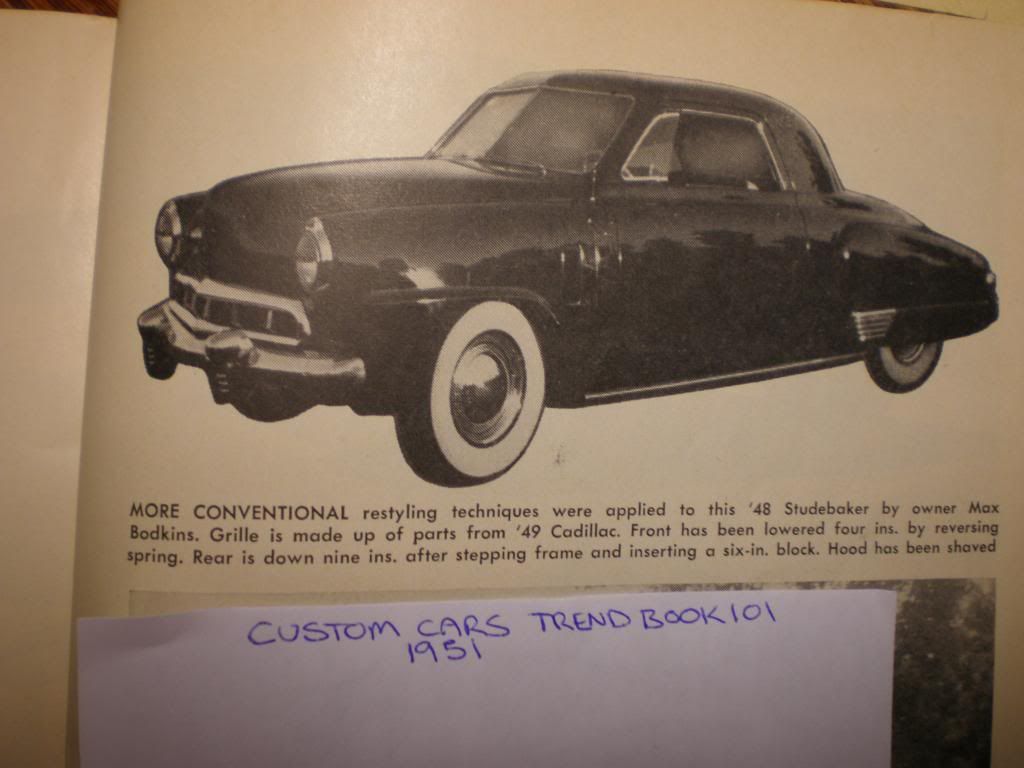 MORE CONVENTIONAL restyling techniques were applied to this '48 Studebaker by owner Max
Bodkins. Grille is made up of parts from '49 Cadillac. Front has been lowered four ins. by reversing
spring. Rear is down nine ins. after stepping frame and inserting a six-in. block. Hood has been shaved
CUSTOM CARS TREND BOOK 101
1951